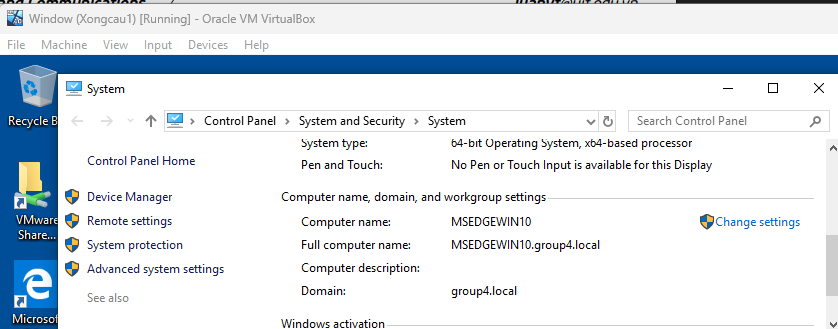 Window (Xongcau1) [Running] - Oracle VM VirtualBox
File Machine View Input Devices Help
Recycle B
System
Control Panel > System and Security > System
Search Control Panel
System type: 64-bit Operating System, x64-based processor
Control Panel Home
Pen and Touch: No Pen or Touch Input is available for this Display
Device Manager
Computer name, domain, and workgroup settings
VMware
Share...
Remote settings
Computer name: MSEDGEWIN10
Change settings
System protection
Full computer name: MSEDGEWIN10.group4.local
Advanced system settings
Computer description:
See also
Domain: group4.local
Microsof
Windows activation